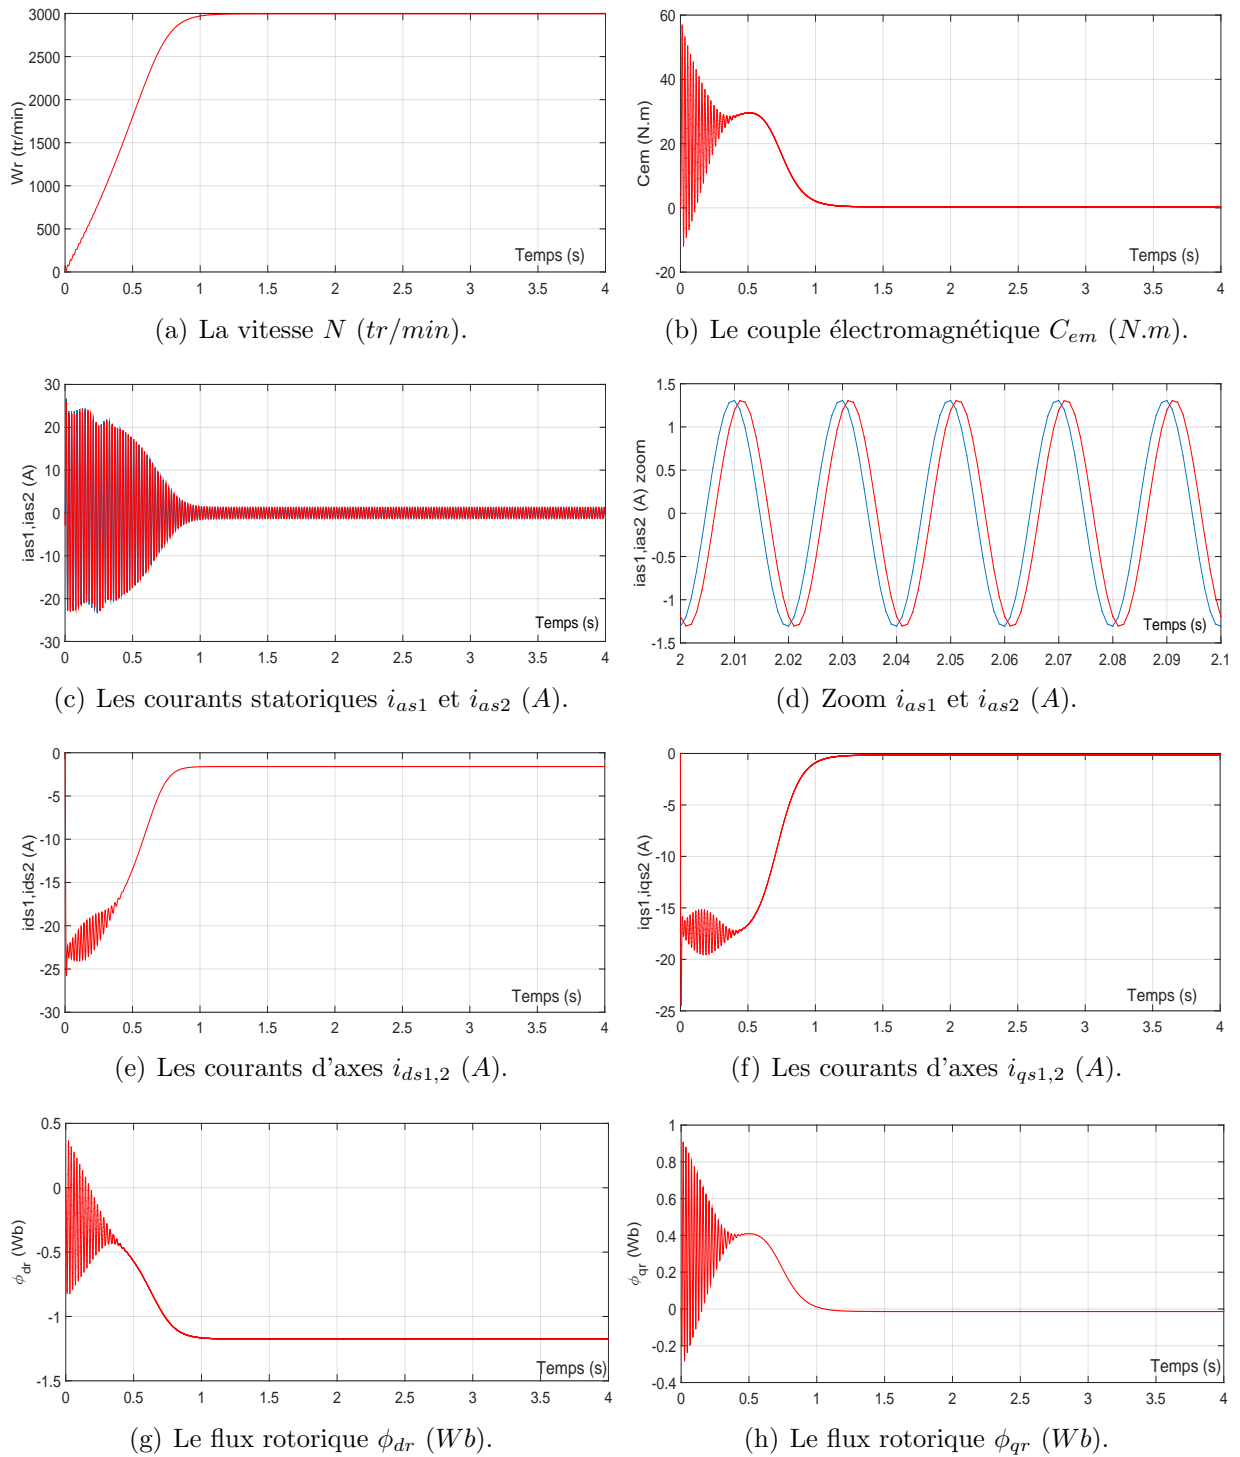 3000
2500
2000
1500
1000
500
0
Wr (tr/min)
Temps (s)
0 0.5 1 1.5 2 2.5 3 3.5 4
(a) La vitesse N (tr/min).
60
40
20
0
-20
Cem (N.m)
Temps (s)
0 0.5 1 1.5 2 2.5 3 3.5 4
(b) Le couple électromagnétique C_em (N.m).
30
20
10
0
-10
-20
-30
ias1,ias2 (A)
Temps (s)
0 0.5 1 1.5 2 2.5 3 3.5 4
(c) Les courants statoriques i_as1 et i_as2 (A).
1.5
1
0.5
0
-0.5
-1
-1.5
ias1,ias2 (A) zoom
Temps (s)
2 2.01 2.02 2.03 2.04 2.05 2.06 2.07 2.08 2.09 2.1
(d) Zoom i_as1 et i_as2 (A).
0
-5
-10
-15
-20
-25
-30
ids1,ids2 (A)
Temps (s)
0 0.5 1 1.5 2 2.5 3 3.5 4
(e) Les courants d'axes i_ds1,2 (A).
0
-5
-10
-15
-20
-25
iqs1,iqs2 (A)
Temps (s)
0 0.5 1 1.5 2 2.5 3 3.5 4
(f) Les courants d'axes i_qs1,2 (A).
0.5
0
-0.5
-1
-1.5
ϕ_dr (Wb)
Temps (s)
0 0.5 1 1.5 2 2.5 3 3.5 4
(g) Le flux rotorique ϕ_dr (Wb).
1
0.8
0.6
0.4
0.2
0
-0.2
-0.4
ϕ_qr (Wb)
Temps (s)
0 0.5 1 1.5 2 2.5 3 3.5 4
(h) Le flux rotorique ϕ_qr (Wb).